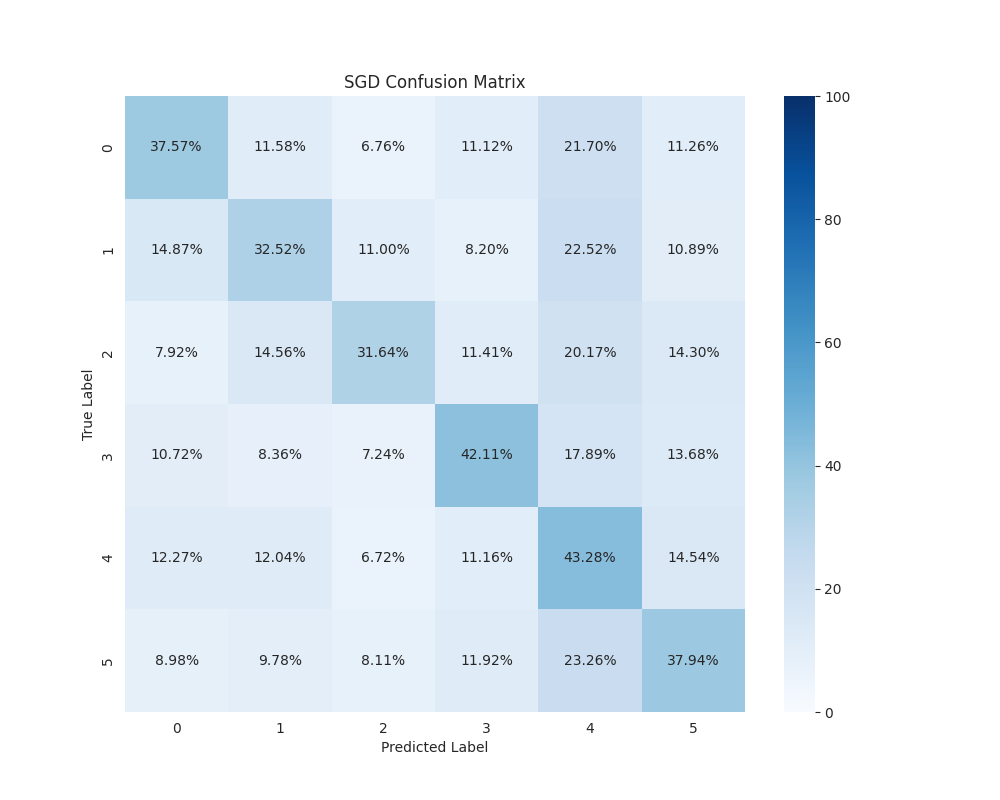 SGD Confusion Matrix
0 37.57% 11.58% 6.76% 11.12% 21.70% 11.26%
1 14.87% 32.52% 11.00% 8.20% 22.52% 10.89%
2 7.92% 14.56% 31.64% 11.41% 20.17% 14.30%
3 10.72% 8.36% 7.24% 42.11% 17.89% 13.68%
4 12.27% 12.04% 6.72% 11.16% 43.28% 14.54%
5 8.98% 9.78% 8.11% 11.92% 23.26% 37.94%
True Label
0 1 2 3 4 5
Predicted Label
100
80
60
40
20
0